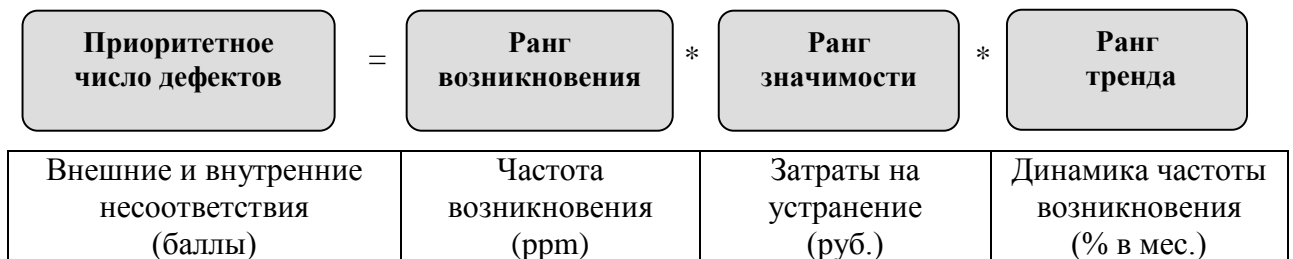 Приоритетное
число дефектов
=
Ранг
возникновения
*
Ранг
значимости
*
Ранг
тренда
Внешние и внутренние
несоответствия
(баллы)
Частота
возникновения
(ppm)
Затраты на
устранение
(руб.)
Динамика частоты
возникновения
(% в мес.)